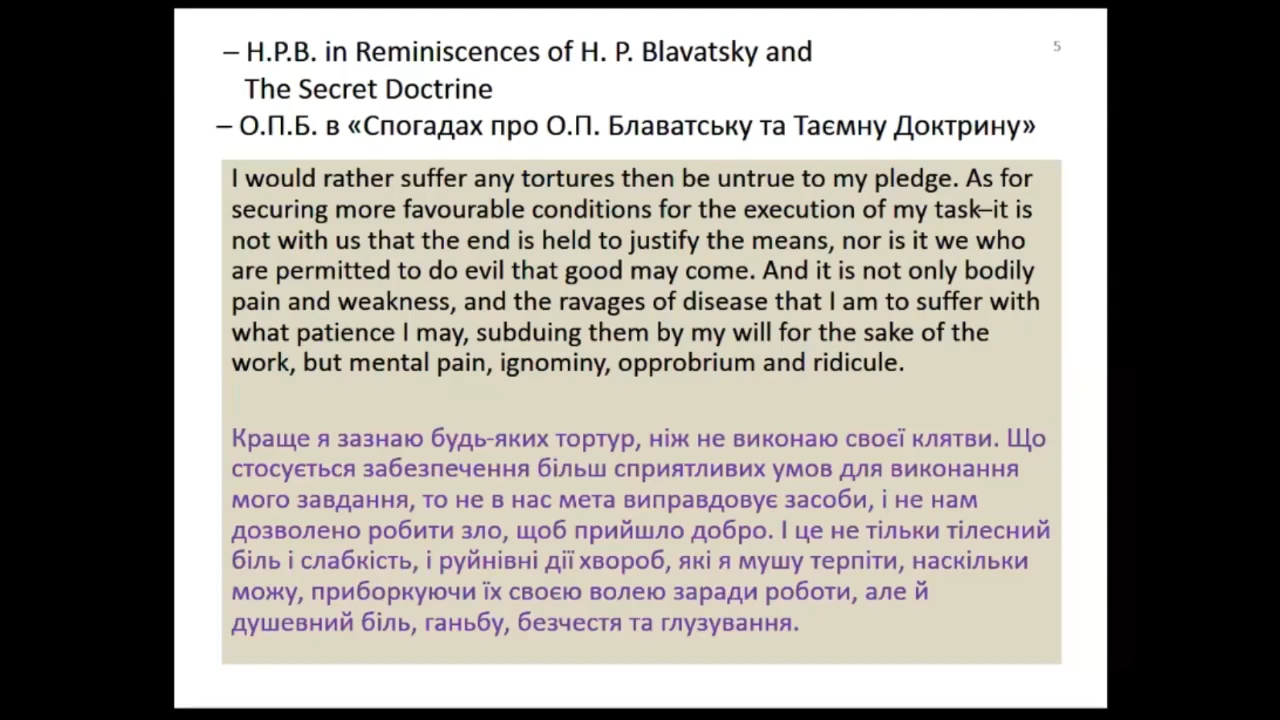 – H.P.B. in Reminiscences of H. P. Blavatsky and
The Secret Doctrine
5
– О.П.Б. в «Спогадах про О.П. Блаватську та Таємну Доктрину»
I would rather suffer any tortures then be untrue to my pledge. As for
securing more favourable conditions for the execution of my task–it is
not with us that the end is held to justify the means, nor is it we who
are permitted to do evil that good may come. And it is not only bodily
pain and weakness, and the ravages of disease that I am to suffer with
what patience I may, subduing them by my will for the sake of the
work, but mental pain, ignominy, opprobrium and ridicule.
Краще я зазнаю будь-яких тортур, ніж не виконаю своєї клятви. Що
стосується забезпечення більш сприятливих умов для виконання
мого завдання, то не в нас мета виправдовує засоби, і не нам
дозволено робити зло, щоб прийшло добро. І це не тільки тілесний
біль і слабкість, і руйнівні дії хвороб, які я мушу терпіти, наскільки
можу, приборкуючи їх своєю волею заради роботи, але й
душевний біль, ганьбу, безчестя та глузування.